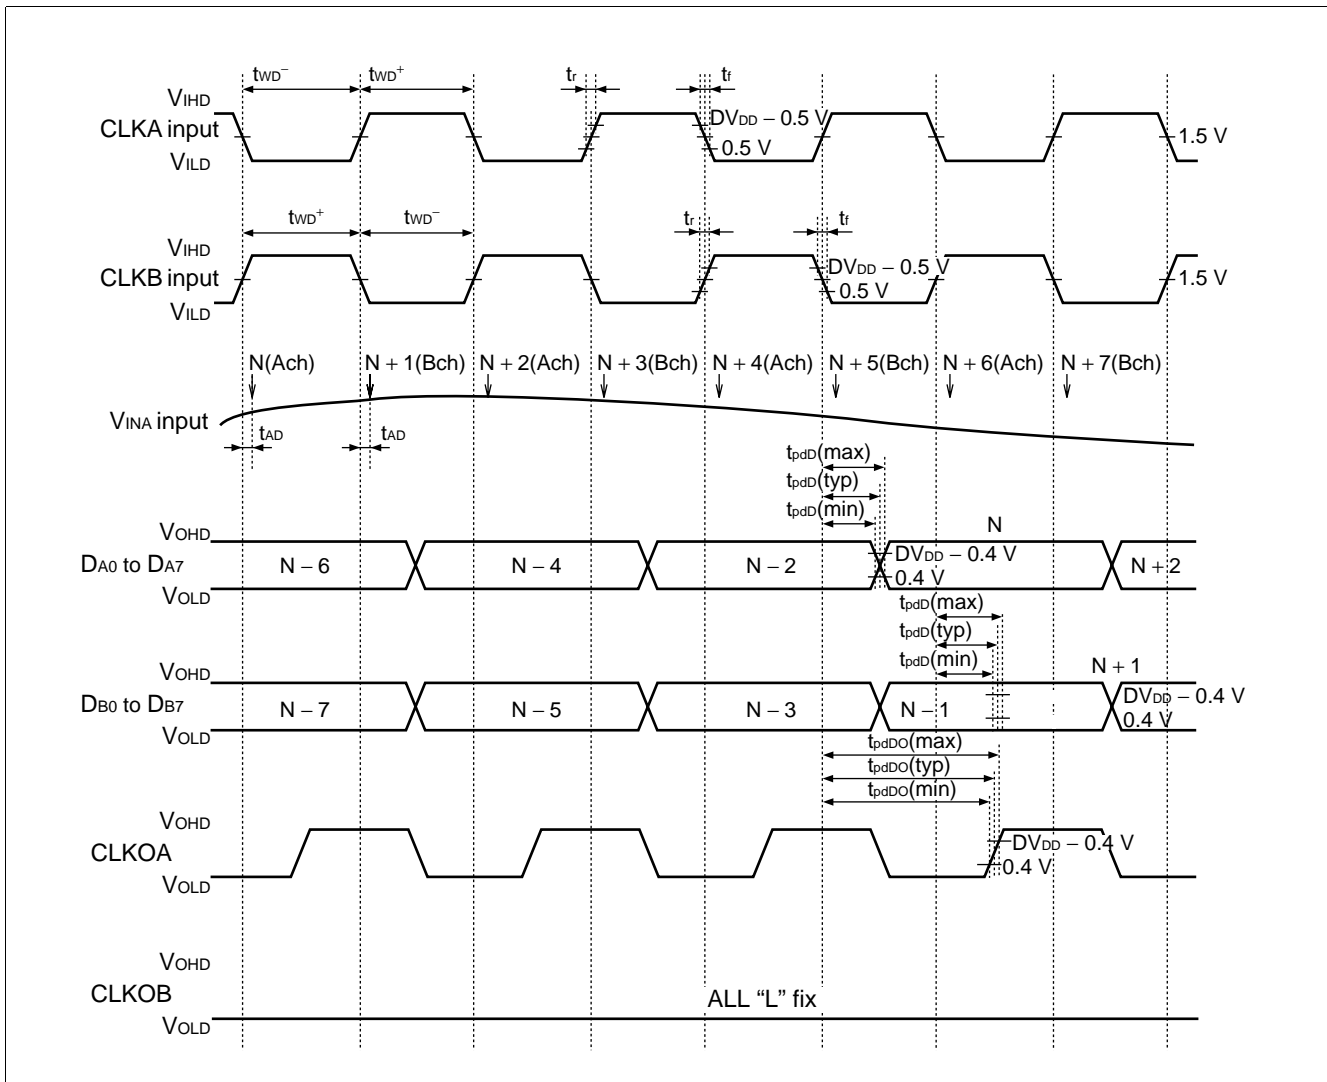 tWD− tWD+ tr tf
VIHD
CLKA input
VILD
DVDD − 0.5 V
0.5 V
1.5 V
tWD+ tWD− tr tf
VIHD
CLKB input
VILD
DVDD − 0.5 V
0.5 V
1.5 V
N(Ach) N + 1(Bch) N + 2(Ach) N + 3(Bch) N + 4(Ach) N + 5(Bch) N + 6(Ach) N + 7(Bch)
VINA input
tAD tAD
tpdD(max)
tpdD(typ)
tpdD(min)
VOHD
DA0 to DA7
VOLD
N − 6 N − 4 N − 2 N N + 2
DVDD − 0.4 V
0.4 V
tpdD(max)
tpdD(typ)
tpdD(min)
VOHD
DB0 to DB7
VOLD
N − 7 N − 5 N − 3 N − 1 N + 1
DVDD − 0.4 V
0.4 V
tpdDO(max)
tpdDO(typ)
tpdDO(min)
VOHD
CLKOA
VOLD
DVDD − 0.4 V
0.4 V
VOHD
CLKOB
VOLD
ALL “L” fix